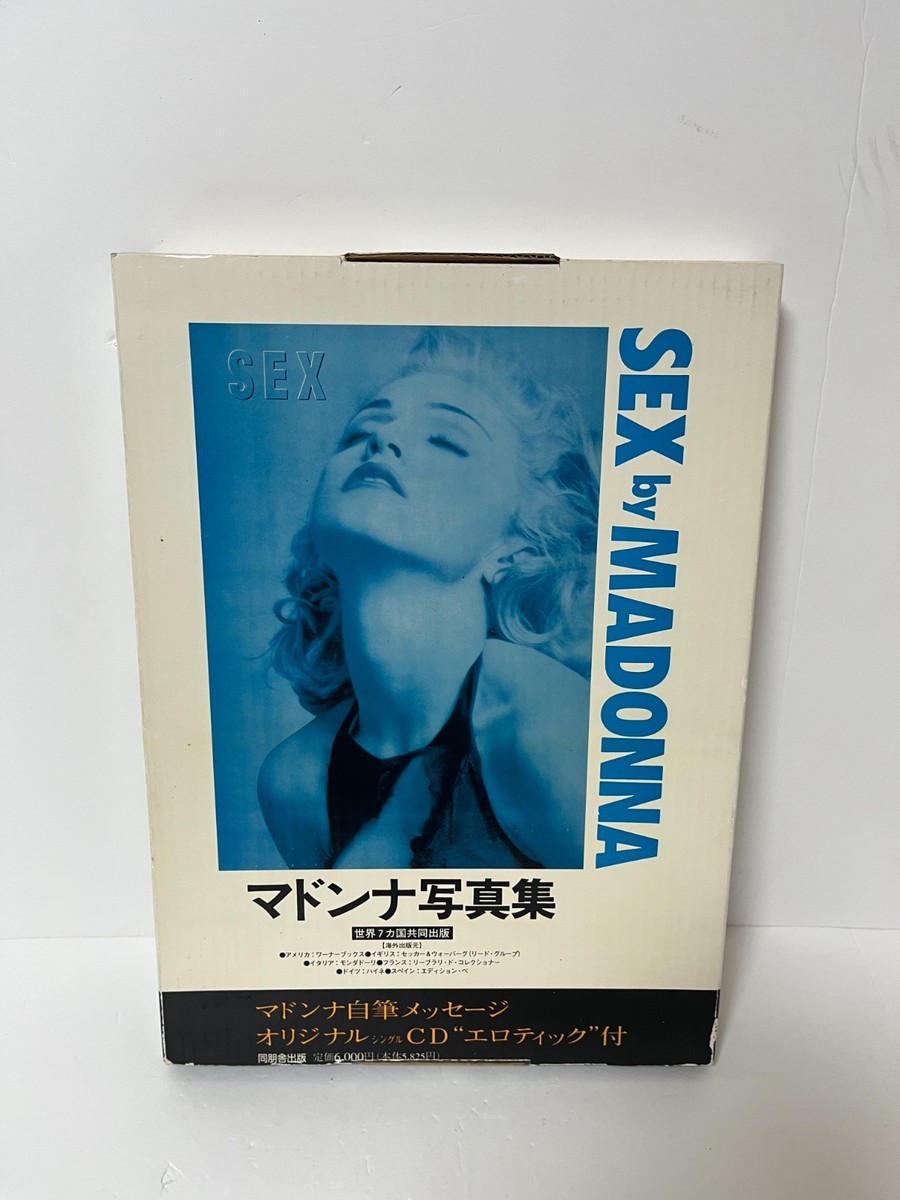 SEX
SEX by MADONNA
マドンナ写真集
世界7カ国共同出版
【海外出版元】
●アメリカ:ワーナーブックス●イギリス:セッカー&ウォーバーグ(リード・グループ)
●イタリア:モンダドーリ●フランス:リーブラリ・ド・コレクショナー
●ドイツ:ハイネ●スペイン:エディション・ベ
マドンナ自筆メッセージ
オリジナルシングルCD“エロティック”付
同朋舎出版 定価6,000円(本体5,825円)